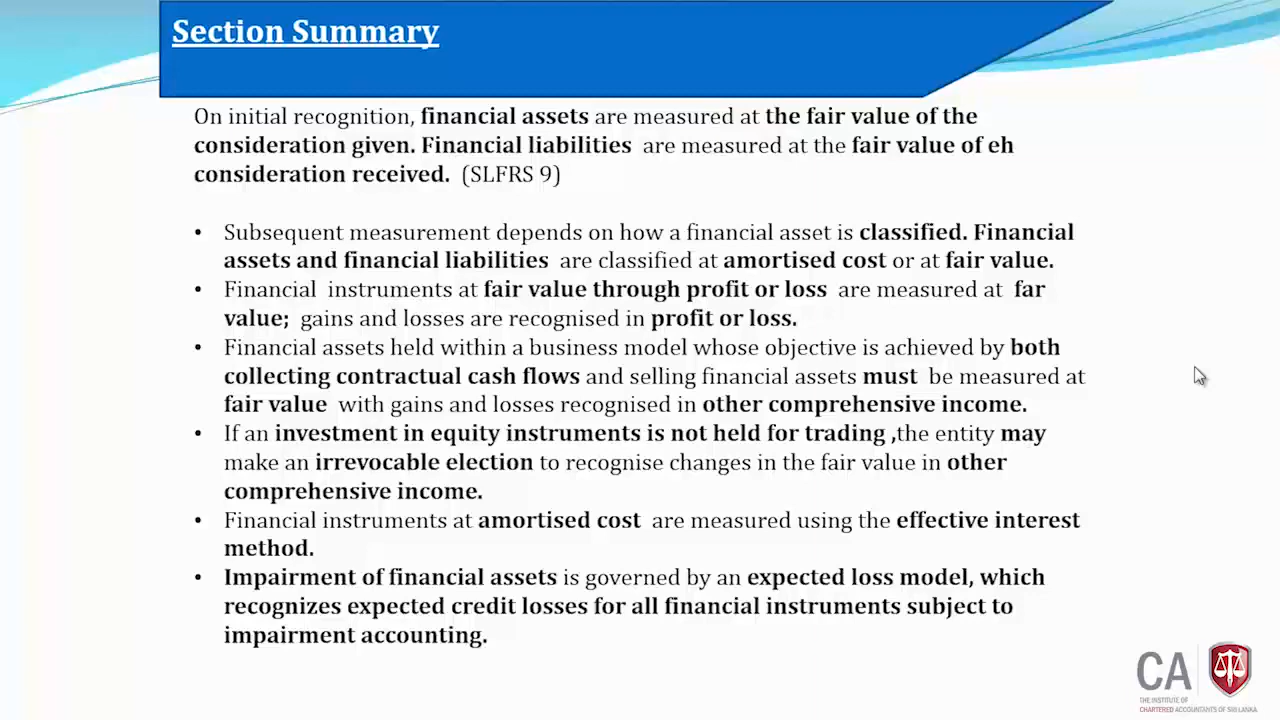 Section Summary
On initial recognition, financial assets are measured at the fair value of the
consideration given. Financial liabilities are measured at the fair value of eh
consideration received. (SLFRS 9)
• Subsequent measurement depends on how a financial asset is classified. Financial
assets and financial liabilities are classified at amortised cost or at fair value.
• Financial instruments at fair value through profit or loss are measured at far
value; gains and losses are recognised in profit or loss.
• Financial assets held within a business model whose objective is achieved by both
collecting contractual cash flows and selling financial assets must be measured at
fair value with gains and losses recognised in other comprehensive income.
• If an investment in equity instruments is not held for trading ,the entity may
make an irrevocable election to recognise changes in the fair value in other
comprehensive income.
• Financial instruments at amortised cost are measured using the effective interest
method.
• Impairment of financial assets is governed by an expected loss model, which
recognizes expected credit losses for all financial instruments subject to
impairment accounting.
CA
THE INSTITUTE OF
CHARTERED ACCOUNTANTS OF SRI LANKA